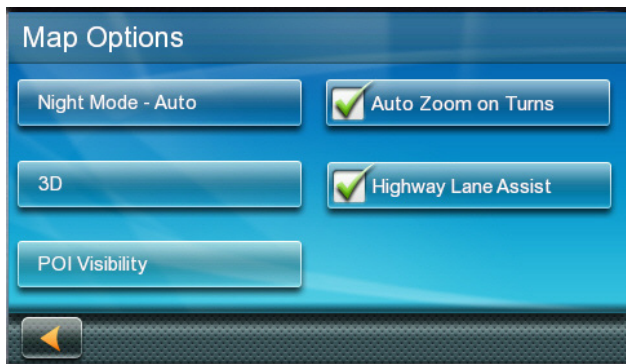 Map Options
Night Mode - Auto
Auto Zoom on Turns
3D
Highway Lane Assist
POI Visibility